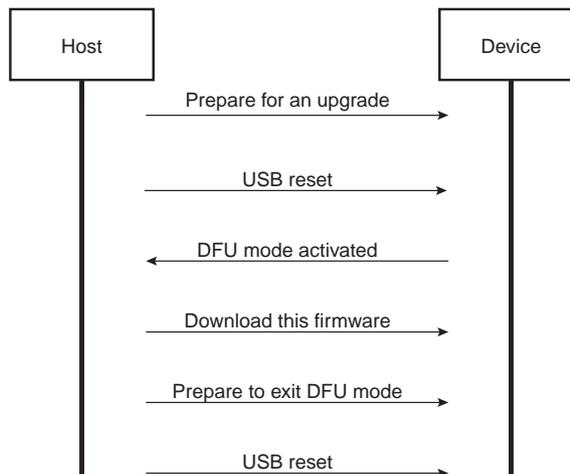 Host
Device
Prepare for an upgrade
USB reset
DFU mode activated
Download this firmware
Prepare to exit DFU mode
USB reset